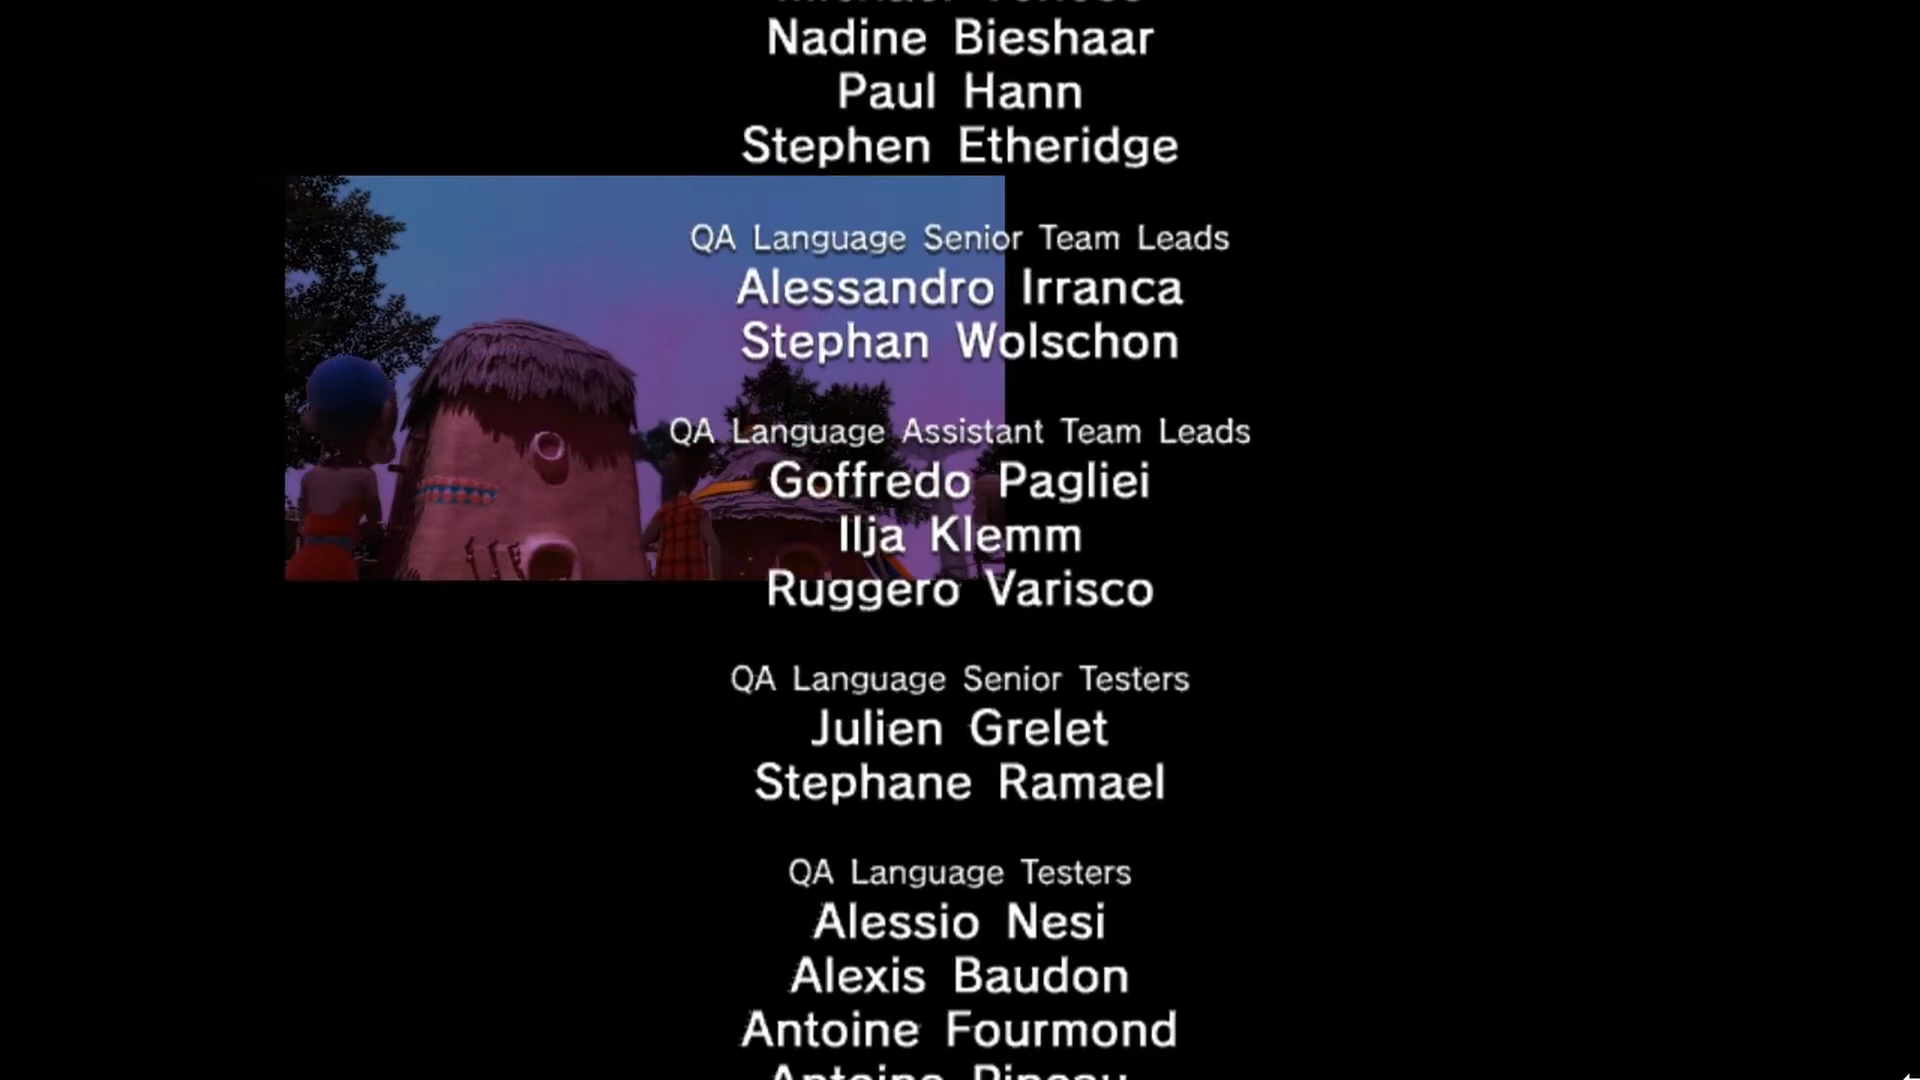 Nadine Bieshaar
Paul Hann
Stephen Etheridge
QA Language Senior Team Leads
Alessandro Irranca
Stephan Wolschon
QA Language Assistant Team Leads
Goffredo Pagliei
Ilja Klemm
Ruggero Varisco
QA Language Senior Testers
Julien Grelet
Stephane Ramael
QA Language Testers
Alessio Nesi
Alexis Baudon
Antoine Fourmond